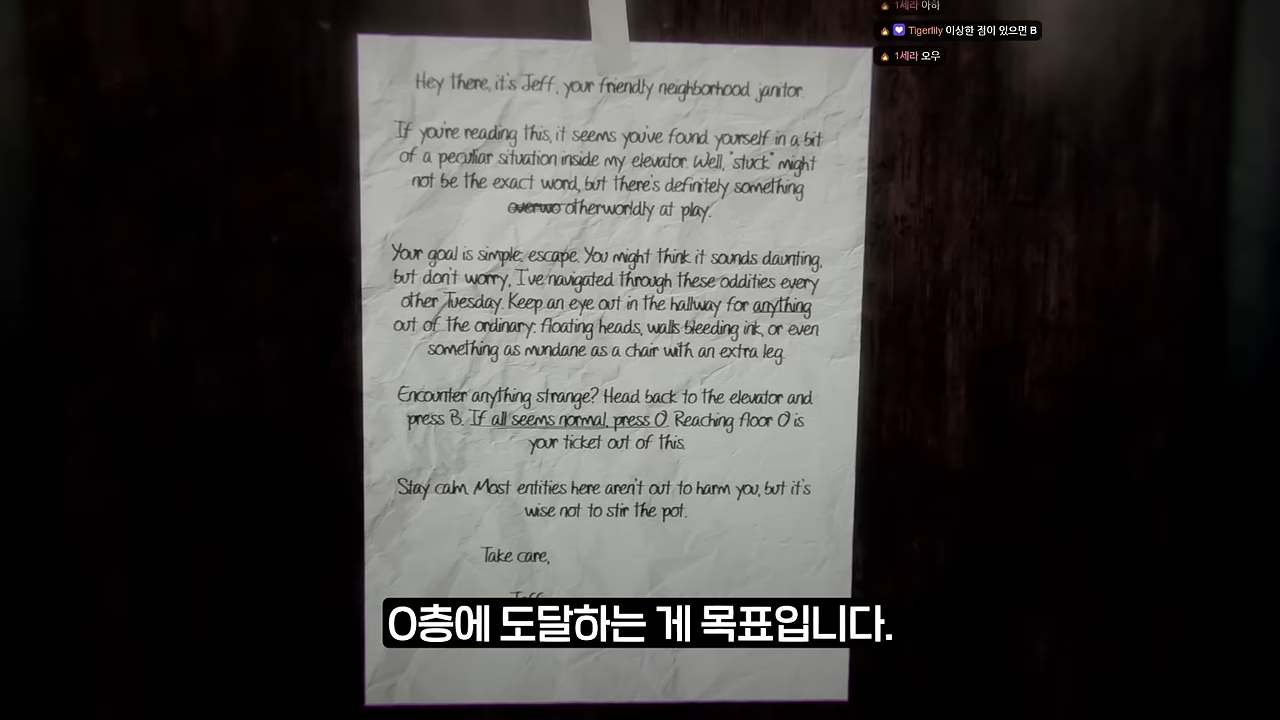 1세라 아하
Tigerlily 이상한 점이 있으면 B
1세라 오우
Hey there, it's Jeff, your friendly neighborhood janitor.
If you're reading this, it seems you've found yourself in a bit
of a peculiar situation inside my elevator. Well, "stuck" might
not be the exact word, but there's definitely something
overwo otherworldly at play.
Your goal is simple: escape. You might think it sounds daunting,
but don't worry, I've navigated through these oddities every
other Tuesday. Keep an eye out in the hallway for anything
out of the ordinary: floating heads, walls bleeding ink, or even
something as mundane as a chair with an extra leg.
Encounter anything strange? Head back to the elevator and
press B. If all seems normal, press 0. Reaching floor 0 is
your ticket out of this.
Stay calm. Most entities here aren't out to harm you, but it's
wise not to stir the pot.
Take care,
Jeff
0층에 도달하는 게 목표입니다.